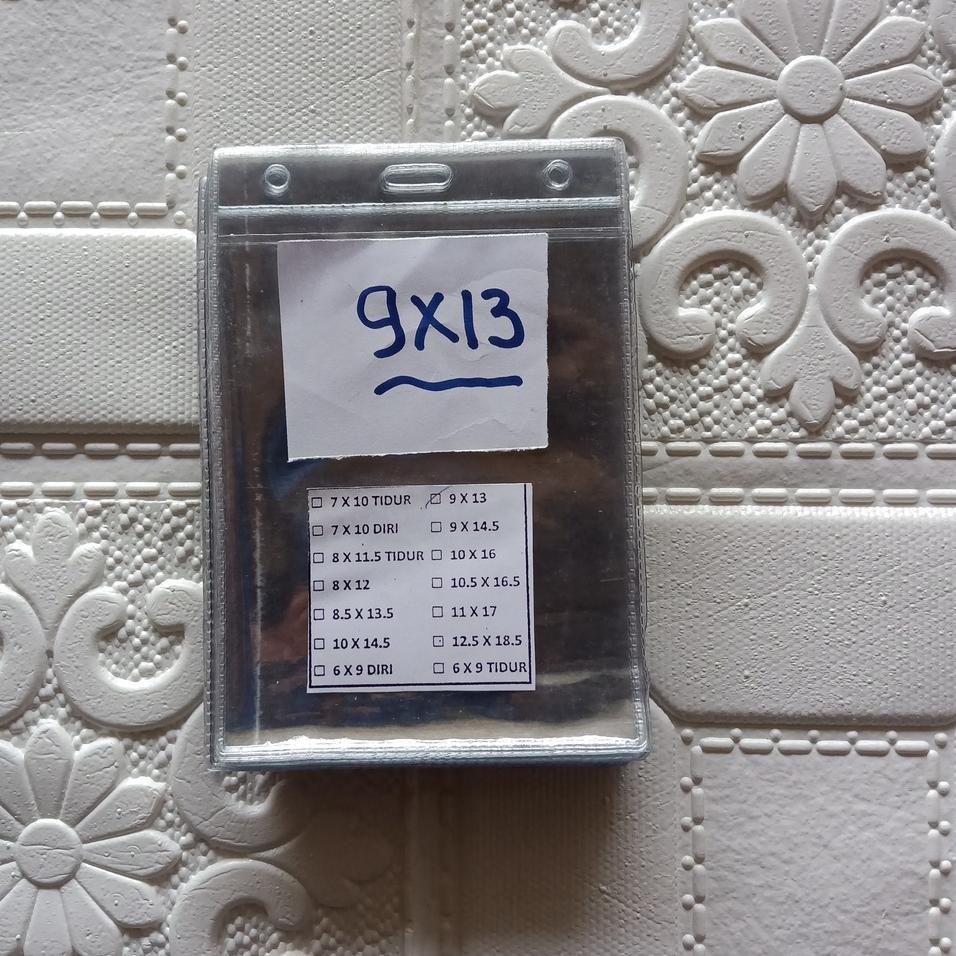 9X13
☐ 7 X 10 TIDUR ☐ 9 X 13
☐ 7 X 10 DIRI ☐ 9 X 14.5
☐ 8 X 11.5 TIDUR ☐ 10 X 16
☐ 8 X 12 ☐ 10.5 X 16.5
☐ 8.5 X 13.5 ☐ 11 X 17
☐ 10 X 14.5 ☐ 12.5 X 18.5
☐ 6 X 9 DIRI ☐ 6 X 9 TIDUR